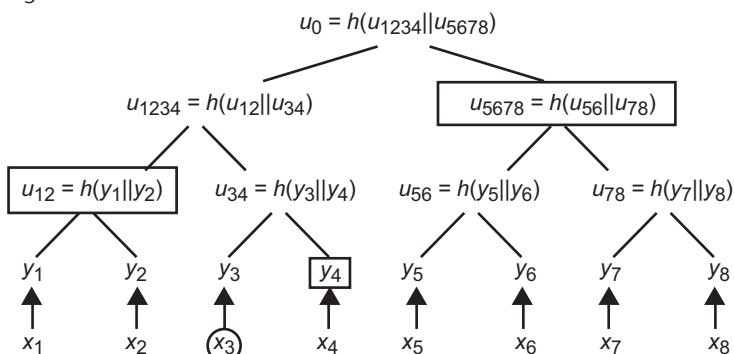 u0 = h(u1234||u5678)
u1234 = h(u12||u34) u5678 = h(u56||u78)
u12 = h(y1||y2) u34 = h(y3||y4) u56 = h(y5||y6) u78 = h(y7||y8)
y1 y2 y3 y4 y5 y6 y7 y8
x1 x2 x3 x4 x5 x6 x7 x8